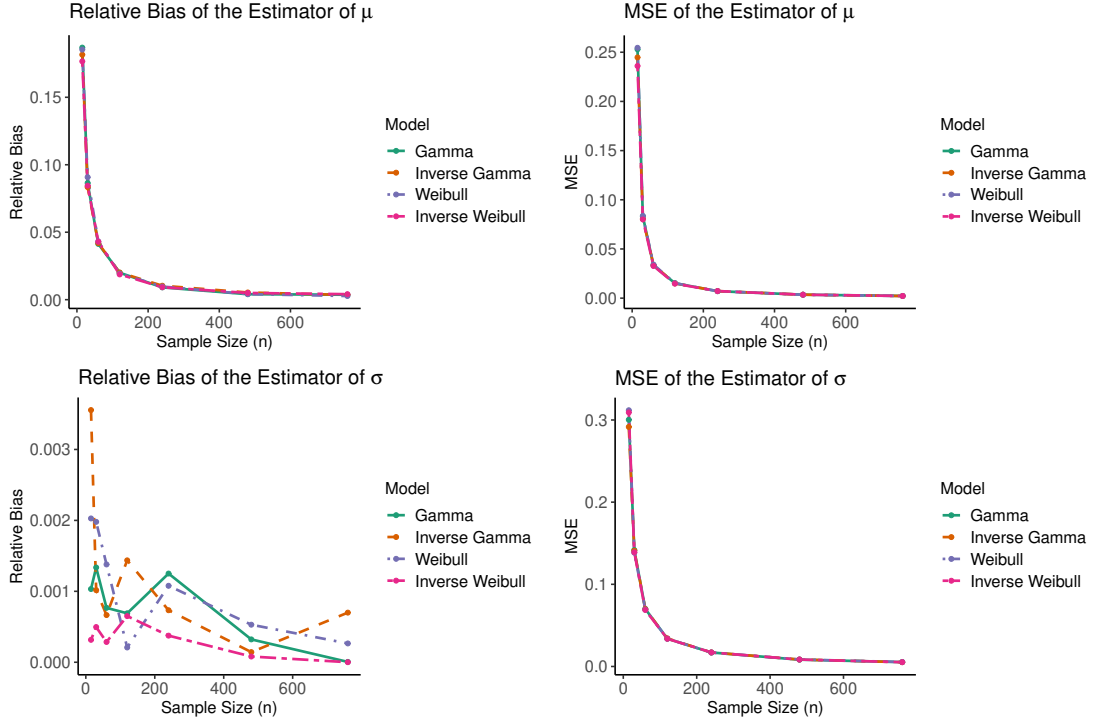 Relative Bias of the Estimator of μ
Relative Bias
0.15
0.10
0.05
0.00
0 200 400 600
Sample Size (n)
Model
Gamma
Inverse Gamma
Weibull
Inverse Weibull
MSE of the Estimator of μ
MSE
0.25
0.20
0.15
0.10
0.05
0.00
0 200 400 600
Sample Size (n)
Model
Gamma
Inverse Gamma
Weibull
Inverse Weibull
Relative Bias of the Estimator of σ
Relative Bias
0.003
0.002
0.001
0.000
0 200 400 600
Sample Size (n)
Model
Gamma
Inverse Gamma
Weibull
Inverse Weibull
MSE of the Estimator of σ
MSE
0.3
0.2
0.1
0.0
0 200 400 600
Sample Size (n)
Model
Gamma
Inverse Gamma
Weibull
Inverse Weibull